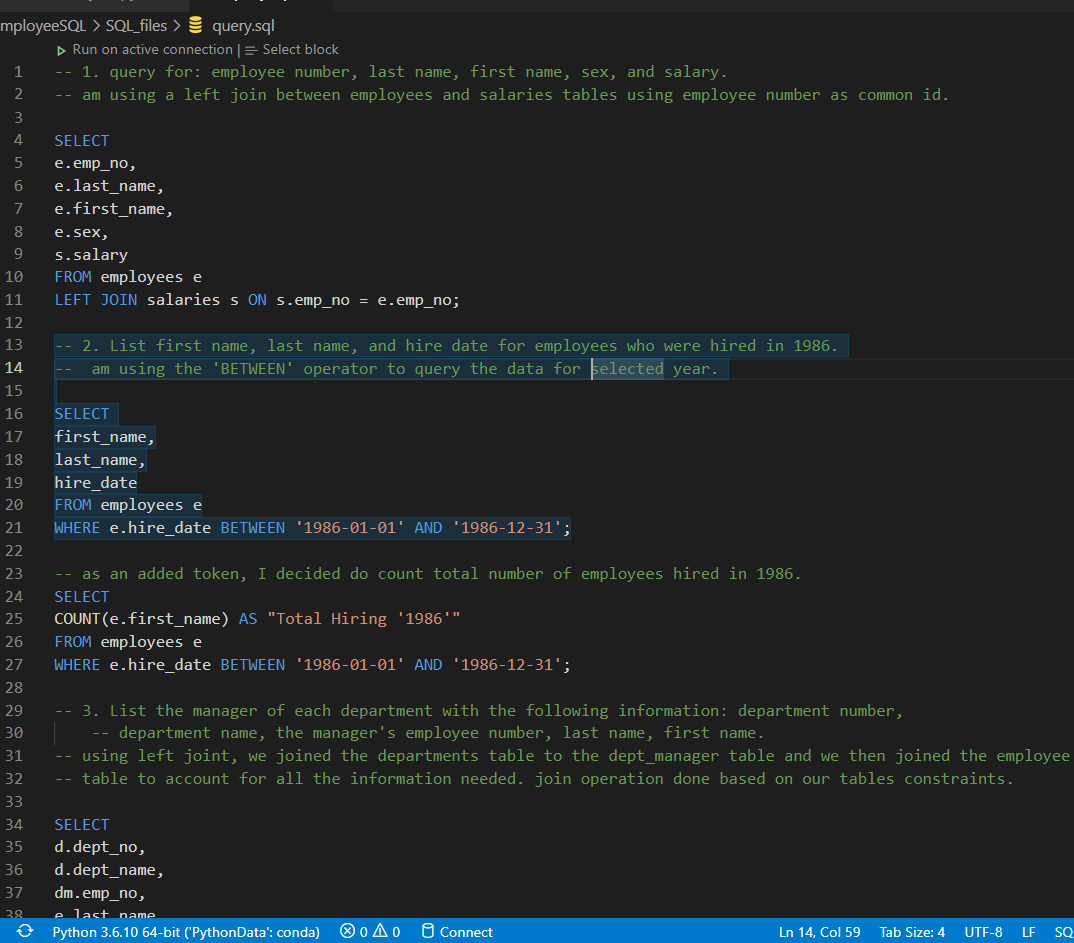 mployeeSQL > SQL_files > query.sql
Run on active connection | Select block
1 -- 1. query for: employee number, last name, first name, sex, and salary.
2 -- am using a left join between employees and salaries tables using employee number as common id.
3
4 SELECT
5 e.emp_no,
6 e.last_name,
7 e.first_name,
8 e.sex,
9 s.salary
10 FROM employees e
11 LEFT JOIN salaries s ON s.emp_no = e.emp_no;
12
13 -- 2. List first name, last name, and hire date for employees who were hired in 1986.
14 --  am using the 'BETWEEN' operator to query the data for selected year.
15
16 SELECT
17 first_name,
18 last_name,
19 hire_date
20 FROM employees e
21 WHERE e.hire_date BETWEEN '1986-01-01' AND '1986-12-31';
22
23 -- as an added token, I decided do count total number of employees hired in 1986.
24 SELECT
25 COUNT(e.first_name) AS "Total Hiring '1986'"
26 FROM employees e
27 WHERE e.hire_date BETWEEN '1986-01-01' AND '1986-12-31';
28
29 -- 3. List the manager of each department with the following information: department number,
30     -- department name, the manager's employee number, last name, first name.
31 -- using left joint, we joined the departments table to the dept_manager table and we then joined the employee
32 -- table to account for all the information needed. join operation done based on our tables constraints.
33
34 SELECT
35 d.dept_no,
36 d.dept_name,
37 dm.emp_no,
38 e.last_name
Python 3.6.10 64-bit ('PythonData': conda) 0 0 Connect Ln 14, Col 59 Tab Size: 4 UTF-8 LF SQ